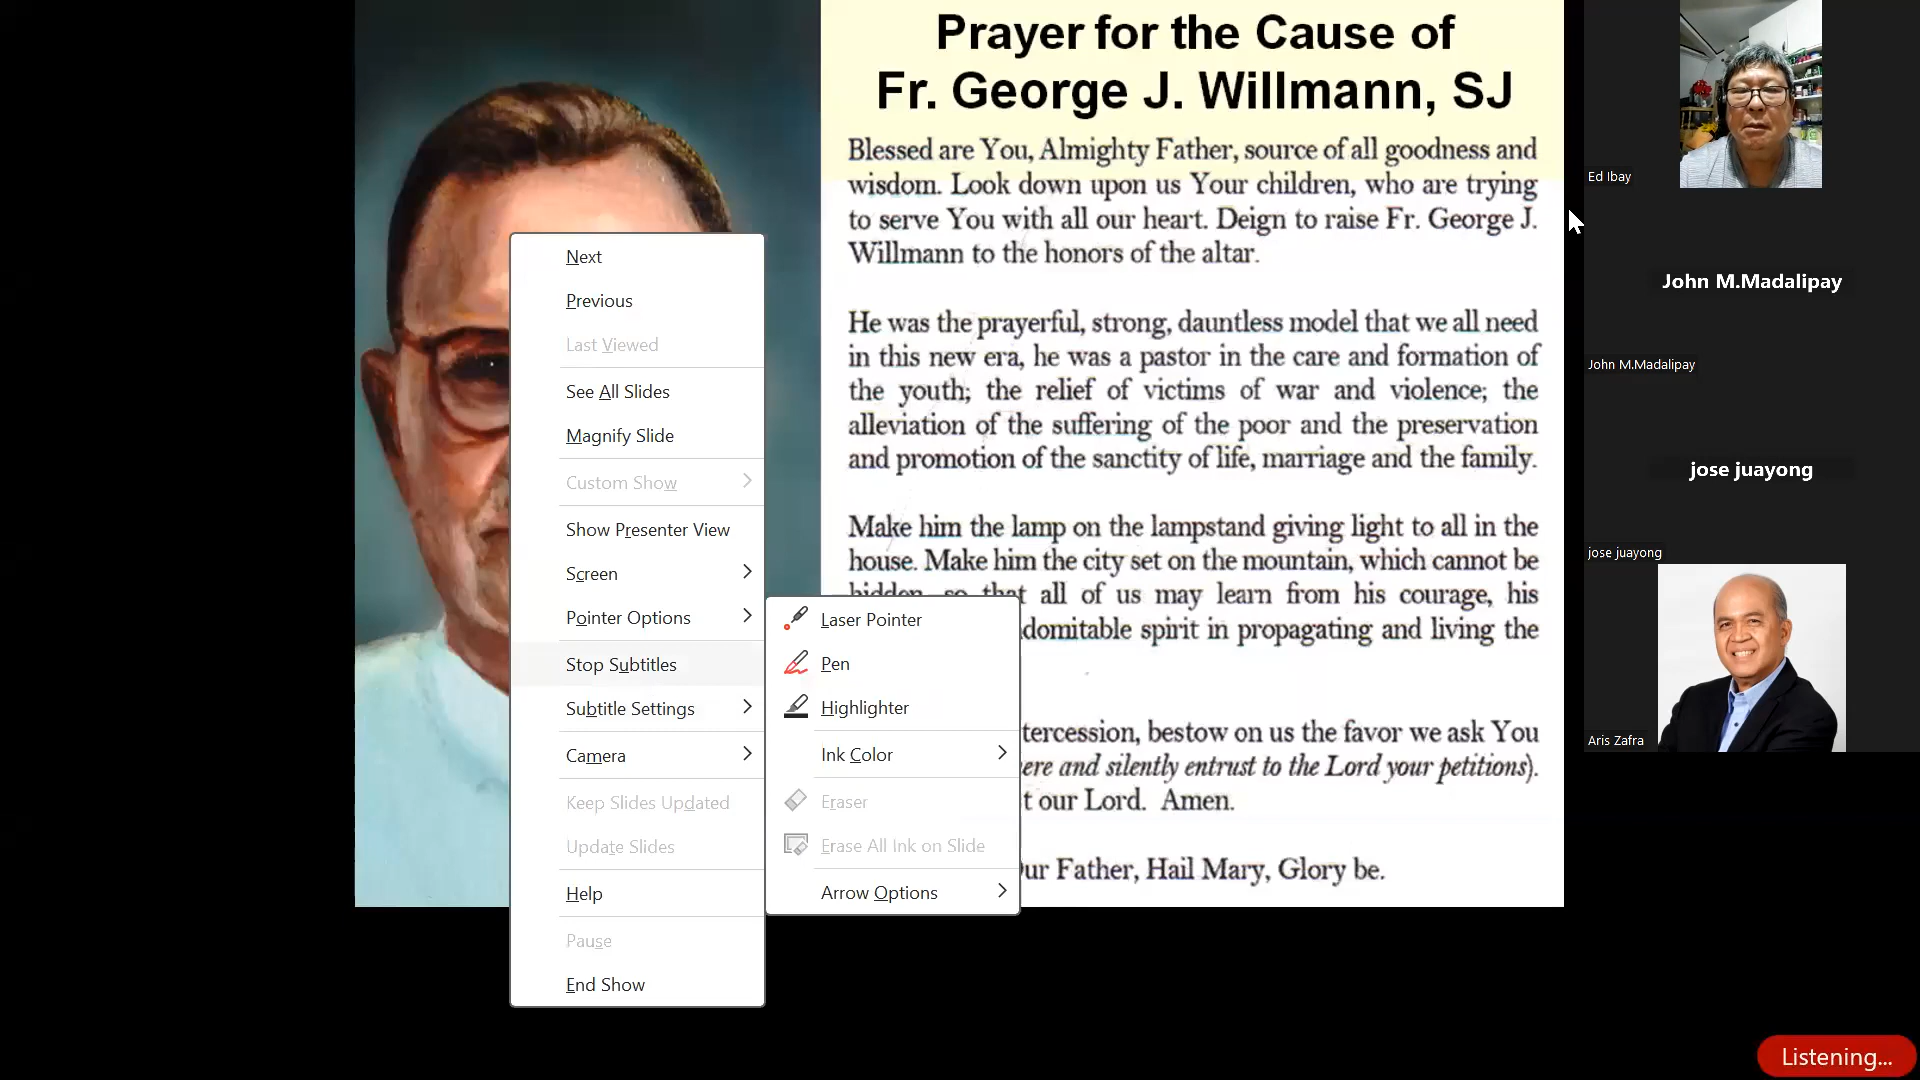 Prayer for the Cause of
Fr. George J. Willmann, SJ
Blessed are You, Almighty Father, source of all goodness and
wisdom. Look down upon us Your children, who are trying
to serve You with all our heart. Deign to raise Fr. George J.
Willmann to the honors of the altar.
He was the prayerful, strong, dauntless model that we all need
in this new era, he was a pastor in the care and formation of
the youth; the relief of victims of war and violence; the
alleviation of the suffering of the poor and the preservation
and promotion of the sanctity of life, marriage and the family.
Make him the lamp on the lampstand giving light to all in the
house. Make him the city set on the mountain, which cannot be
hidden, so that all of us may learn from his courage, his
domitable spirit in propagating and living the
tercession, bestow on us the favor we ask You
ere and silently entrust to the Lord your petitions).
t our Lord. Amen.
Our Father, Hail Mary, Glory be.
Next
Previous
Last Viewed
See All Slides
Magnify Slide
Custom Show
Show Presenter View
Screen
Pointer Options
Stop Subtitles
Subtitle Settings
Camera
Keep Slides Updated
Update Slides
Help
Pause
End Show
Laser Pointer
Pen
Highlighter
Ink Color
Eraser
Erase All Ink on Slide
Arrow Options
Ed Ibay
John M.Madalipay
John M.Madalipay
jose juayong
jose juayong
Aris Zafra
Listening...